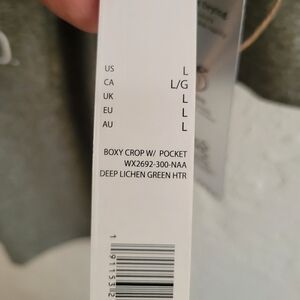 US L
CA L/G
UK L
EU L
AU L
BOXY CROP W/ POCKET
WX2692-300-NAA
DEEP LICHEN GREEN HTR